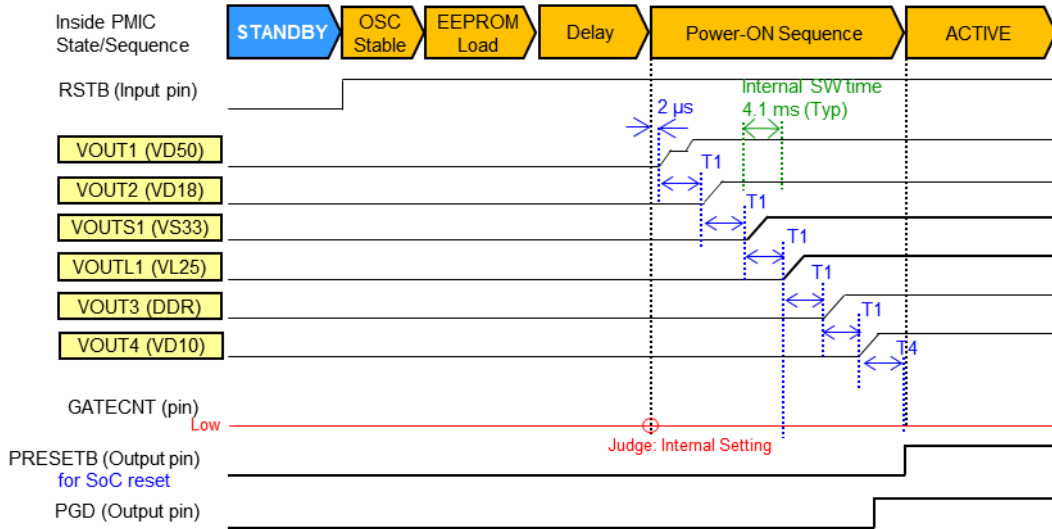 Inside PMIC
State/Sequence
STANDBY
OSC
Stable
EEPROM
Load
Delay
Power-ON Sequence
ACTIVE
RSTB (Input pin)
Internal SW time
4.1 ms (Typ)
2 µs
VOUT1 (VD50)
T1
VOUT2 (VD18)
T1
VOUTS1 (VS33)
T1
VOUTL1 (VL25)
T1
VOUT3 (DDR)
T1
VOUT4 (VD10)
T4
GATECNT (pin)
Low
Judge: Internal Setting
PRESETB (Output pin)
for SoC reset
PGD (Output pin)